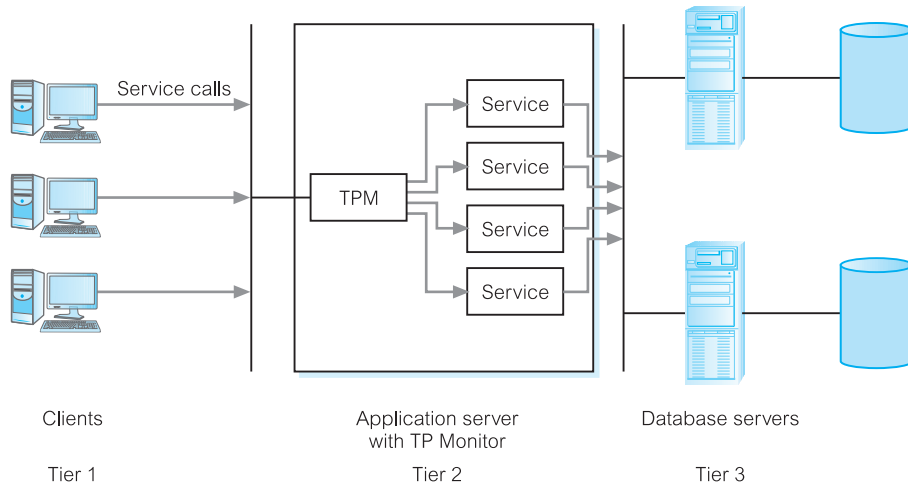 Service calls
Service
Service
TPM
Service
Service
Clients
Application server
with TP Monitor
Database servers
Tier 1
Tier 2
Tier 3